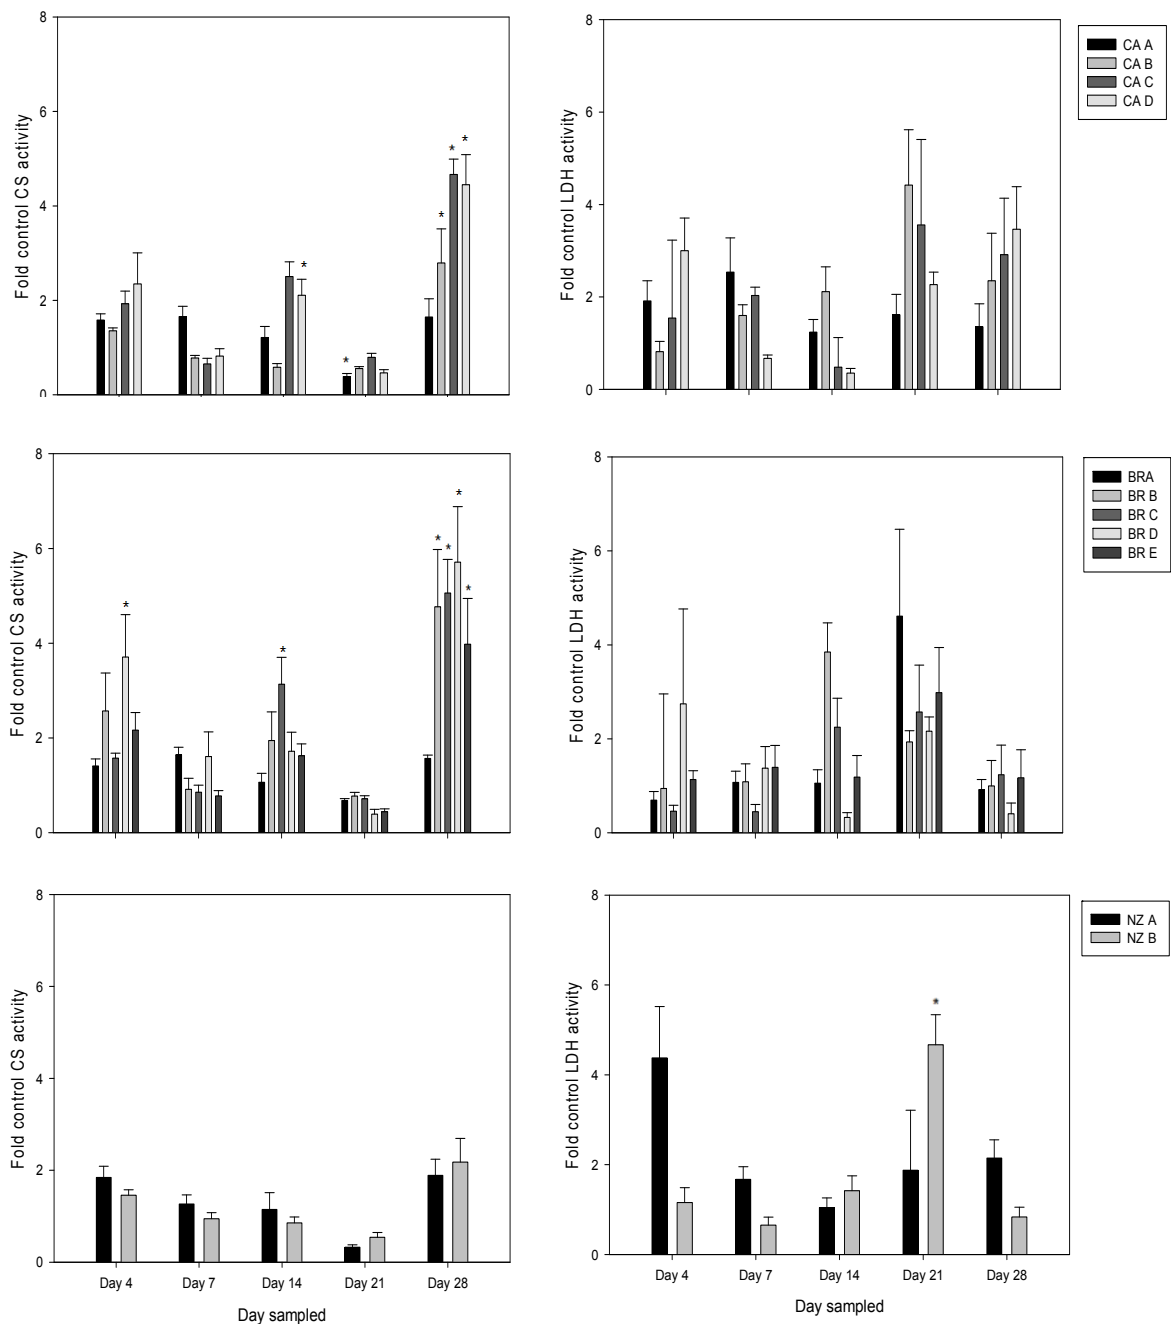 8
6
4
2
0
Fold control CS activity
*
*
*
*
*
8
6
4
2
0
Fold control LDH activity
CA A
CA B
CA C
CA D
8
6
4
2
0
Fold control CS activity
*
*
*
*
*
*
8
6
4
2
0
Fold control LDH activity
BRA
BR B
BR C
BR D
BR E
8
6
4
2
0
Fold control CS activity
Day 4 Day 7 Day 14 Day 21 Day 28
Day sampled
8
6
4
2
0
Fold control LDH activity
*
Day 4 Day 7 Day 14 Day 21 Day 28
Day sampled
NZ A
NZ B